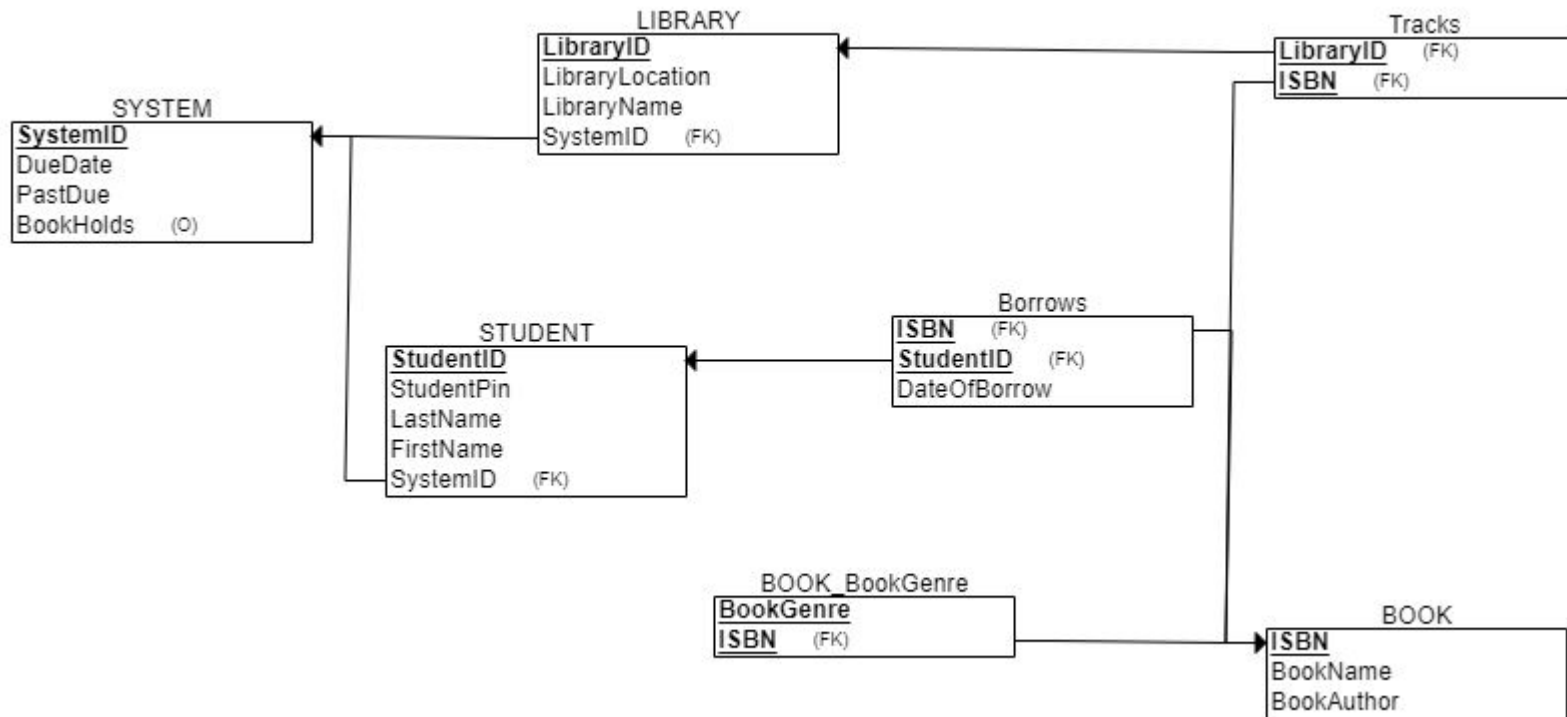 LIBRARY
LibraryID
LibraryLocation
LibraryName
SystemID (FK)
Tracks
LibraryID (FK)
ISBN (FK)
SYSTEM
SystemID
DueDate
PastDue
BookHolds (O)
STUDENT
StudentID
StudentPin
LastName
FirstName
SystemID (FK)
Borrows
ISBN (FK)
StudentID (FK)
DateOfBorrow
BOOK_BookGenre
BookGenre
ISBN (FK)
BOOK
ISBN
BookName
BookAuthor